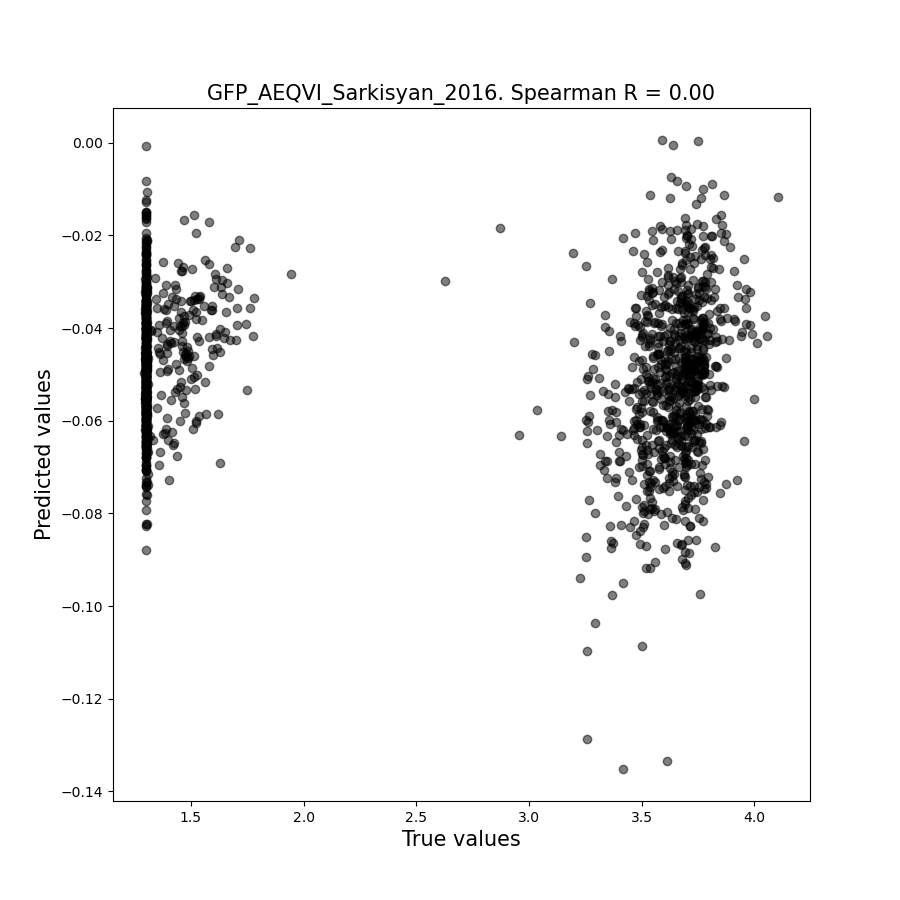 GFP_AEQVI_Sarkisyan_2016. Spearman R = 0.00
0.00
−0.02
−0.04
−0.06
−0.08
−0.10
−0.12
−0.14
Predicted values
1.5 2.0 2.5 3.0 3.5 4.0
True values